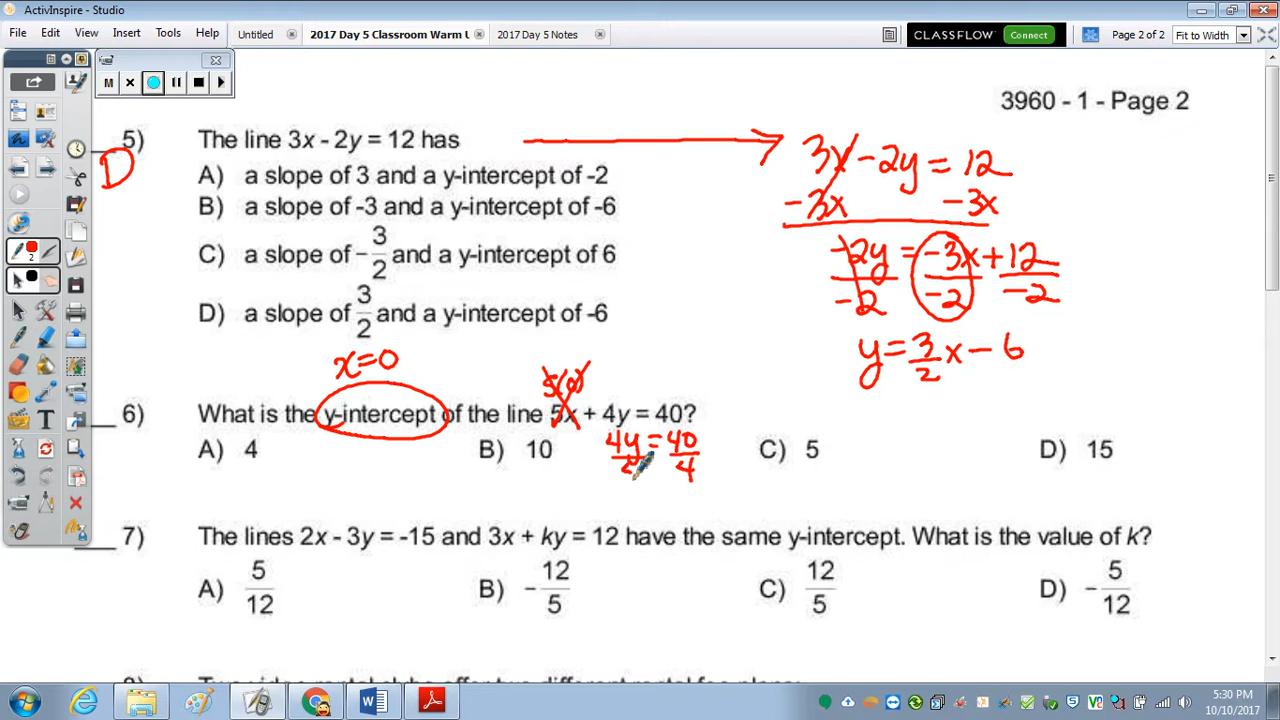 ActivInspire - Studio
File Edit View Insert Tools Help Untitled 2017 Day 5 Classroom Warm U 2017 Day 5 Notes CLASSFLOW Connect Page 2 of 2 Fit to Width
M
3960 - 1 - Page 2
D 5) The line 3x - 2y = 12 has
A) a slope of 3 and a y-intercept of -2
B) a slope of -3 and a y-intercept of -6
C) a slope of -3/2 and a y-intercept of 6
D) a slope of 3/2 and a y-intercept of -6
3x - 2y = 12
-3x -3x
-2y = -3x + 12
-2 -2 -2
y = 3/2 x - 6
x = 0
5(0)
6) What is the y-intercept of the line 5x + 4y = 40?
4y = 40
4 4
A) 4 B) 10 C) 5 D) 15
7) The lines 2x - 3y = -15 and 3x + ky = 12 have the same y-intercept. What is the value of k?
A) 5/12 B) -12/5 C) 12/5 D) -5/12
5:30 PM
10/10/2017